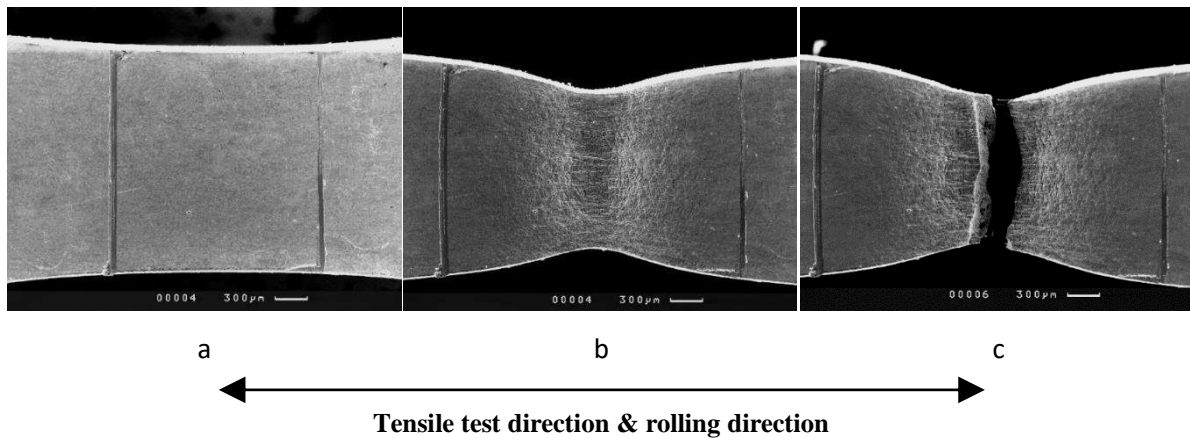 00004 300µm
00004 300µm
00006 300µm
a b c
Tensile test direction & rolling direction